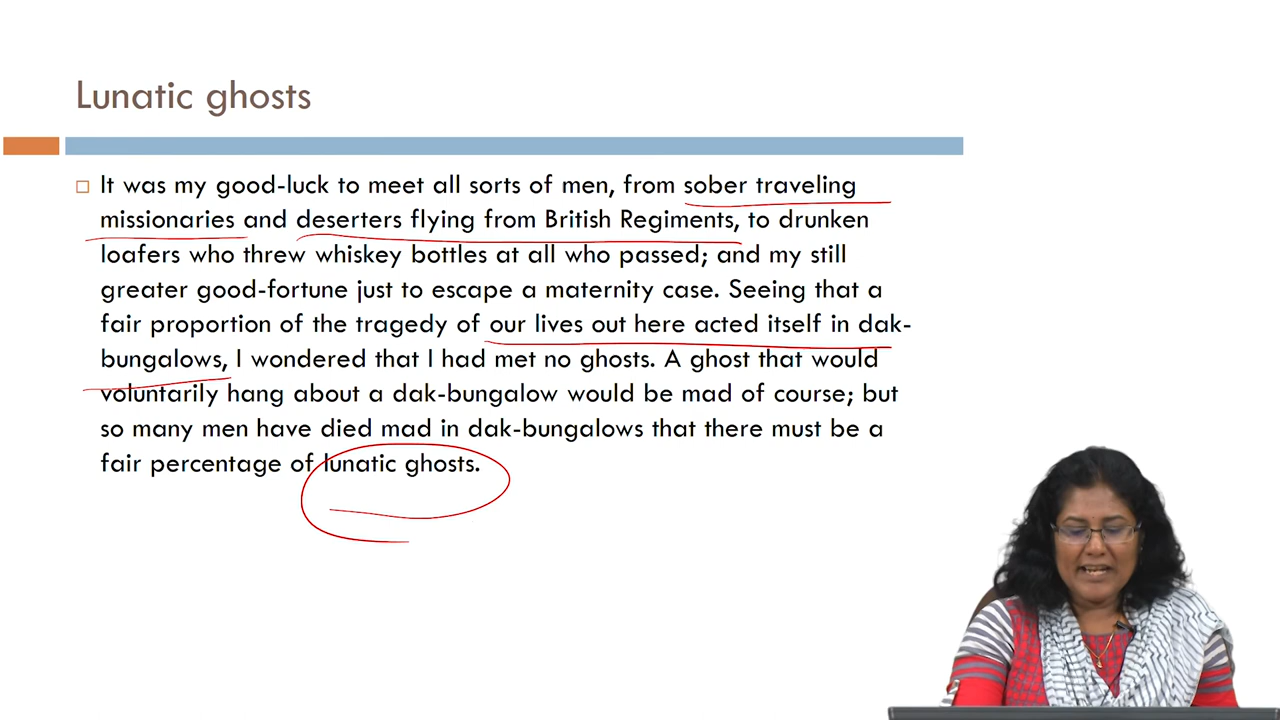 Lunatic ghosts
It was my good-luck to meet all sorts of men, from sober traveling
missionaries and deserters flying from British Regiments, to drunken
loafers who threw whiskey bottles at all who passed; and my still
greater good-fortune just to escape a maternity case. Seeing that a
fair proportion of the tragedy of our lives out here acted itself in dak-
bungalows, I wondered that I had met no ghosts. A ghost that would
voluntarily hang about a dak-bungalow would be mad of course; but
so many men have died mad in dak-bungalows that there must be a
fair percentage of lunatic ghosts.